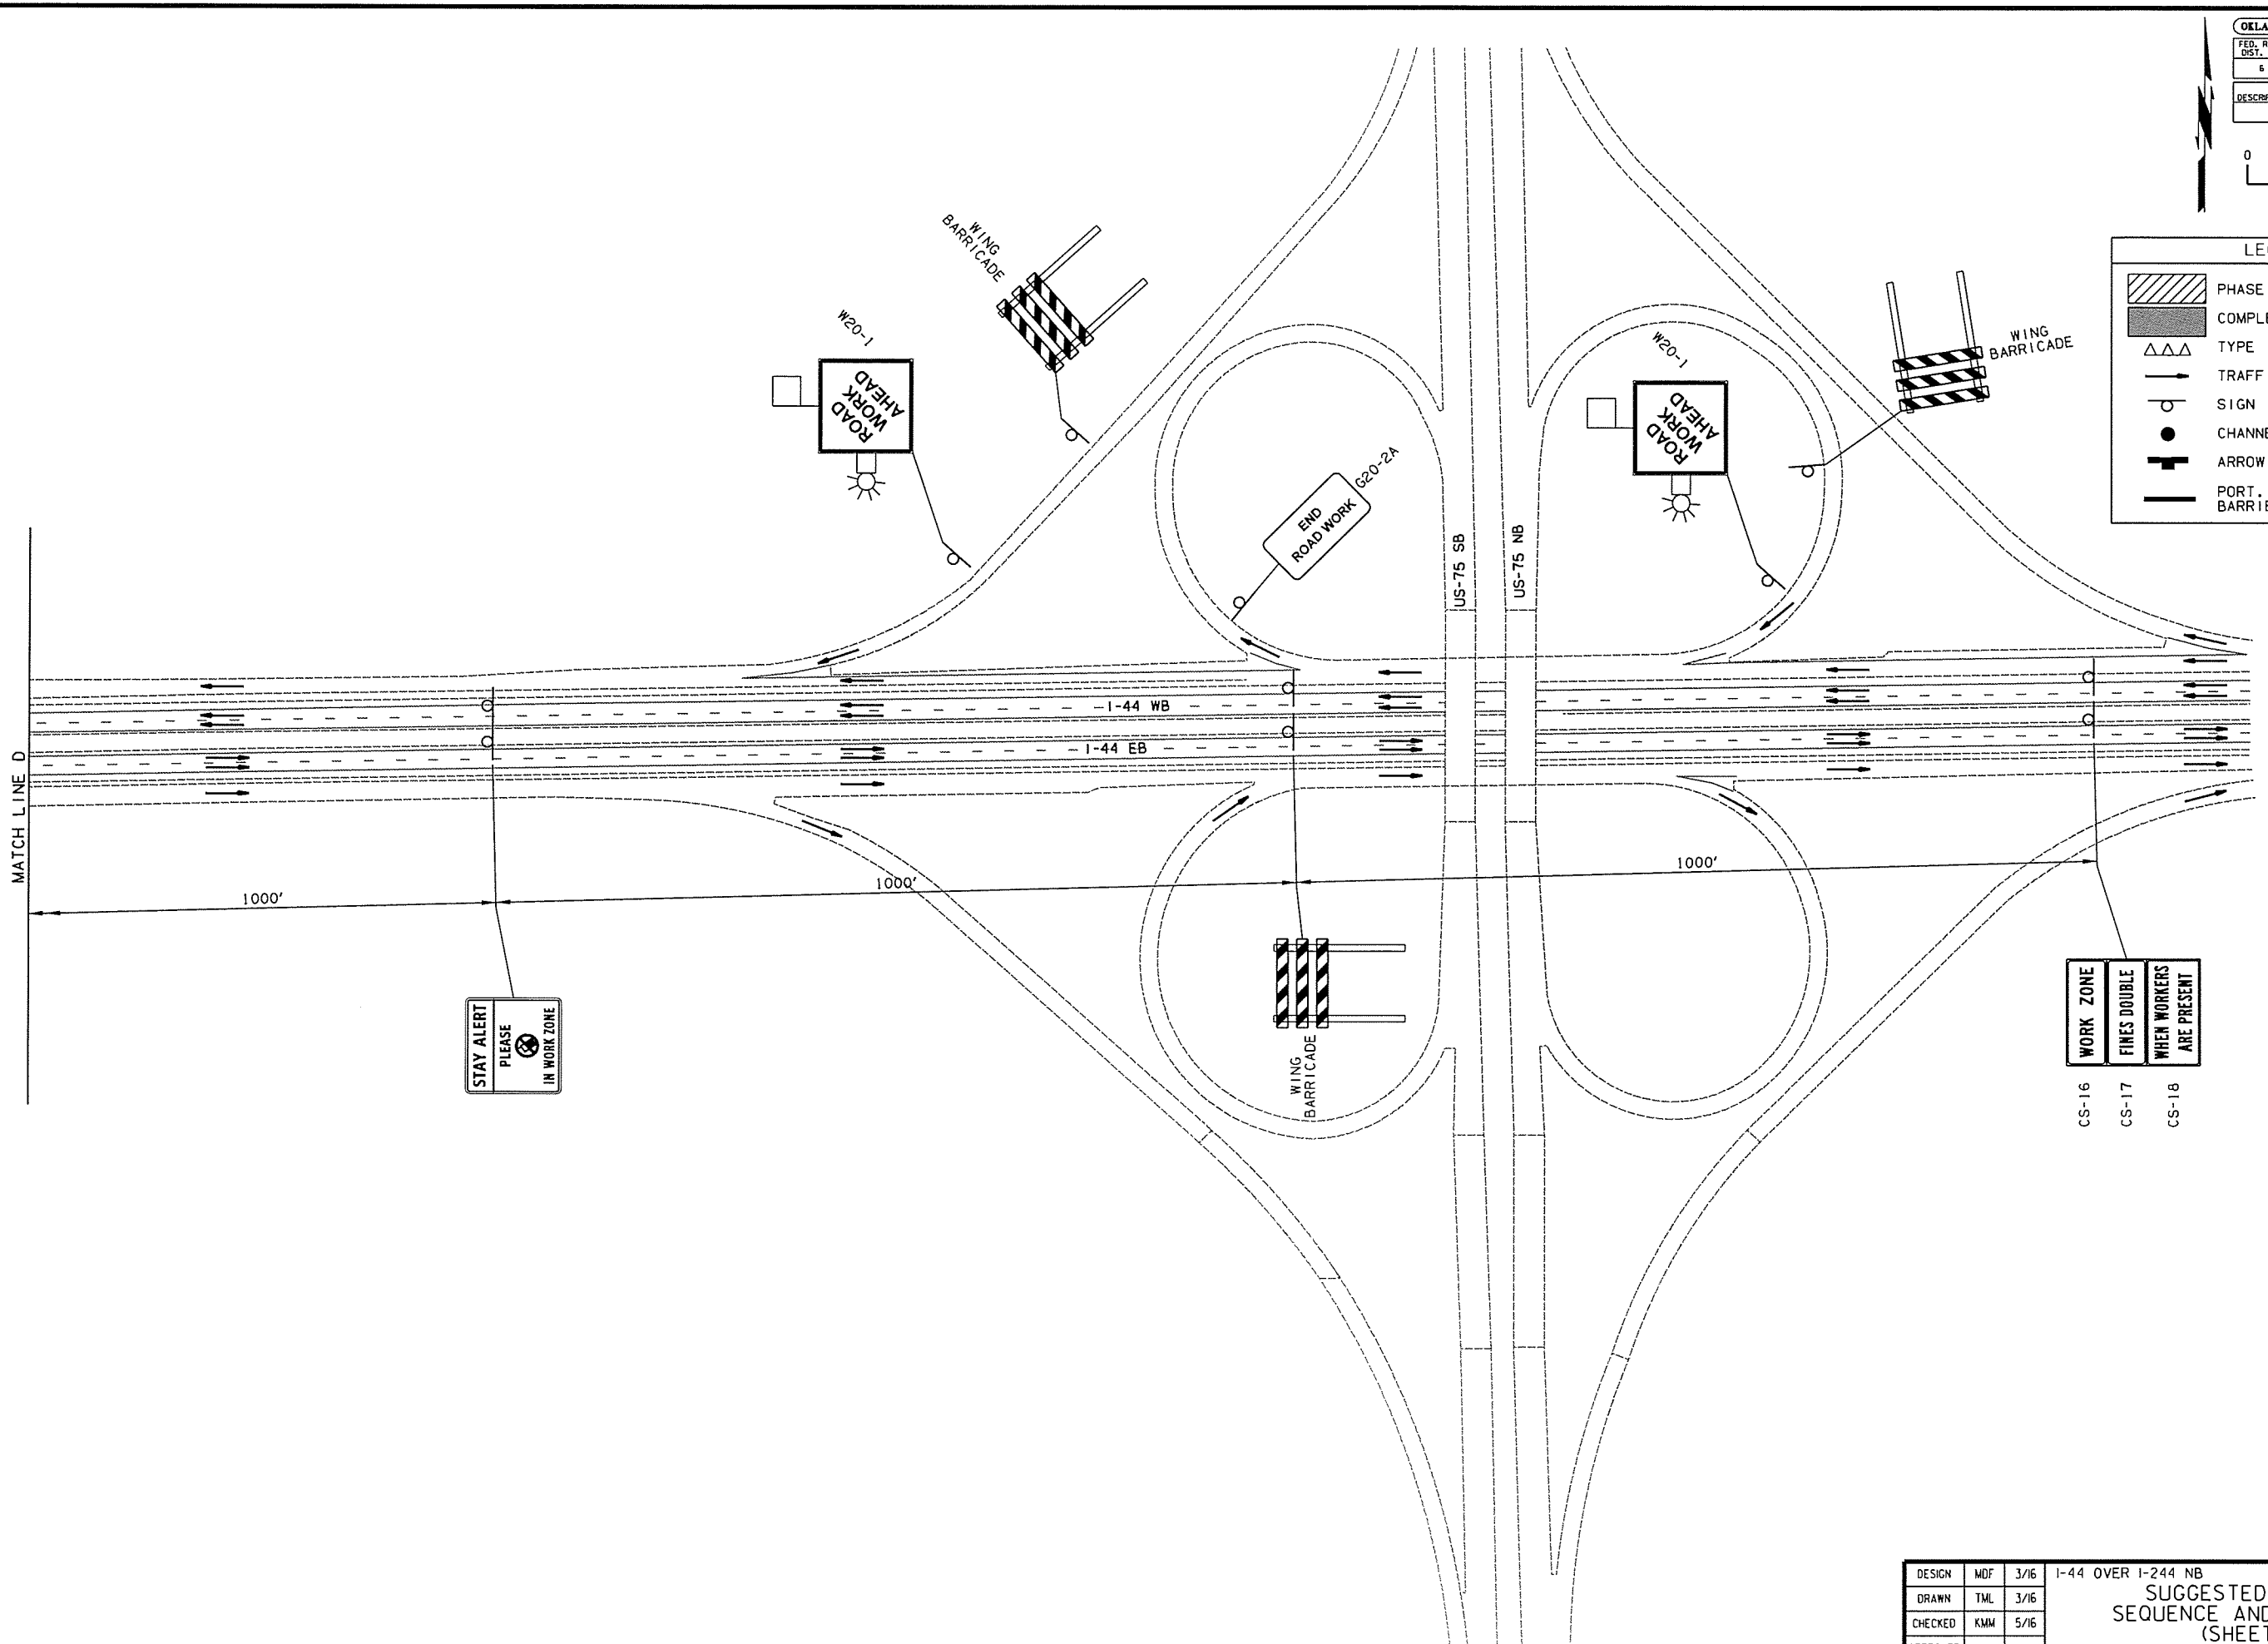 OKLA
FED. R
DIST.
6
DESCRI
0
LE
PHASE
COMPLE
TYPE
TRAFF
SIGN
CHANNE
ARROW
PORT.
BARRIE
WING
BARRICADE
W20-1
ROAD
WORK
AHEAD
WING
BARRICADE
W20-1
ROAD
WORK
AHEAD
END
ROAD WORK
G20-2A
US-75 SB
US-75 NB
I-44 WB
I-44 EB
MATCH LINE D
1000'
1000'
1000'
STAY ALERT
PLEASE
IN WORK ZONE
WING
BARRICADE
WORK ZONE
FINES DOUBLE
WHEN WORKERS
ARE PRESENT
CS-16
CS-17
CS-18
DESIGN MDF 3/16
DRAWN TML 3/16
CHECKED KMM 5/16
I-44 OVER I-244 NB
SUGGESTED
SEQUENCE AND
(SHEET